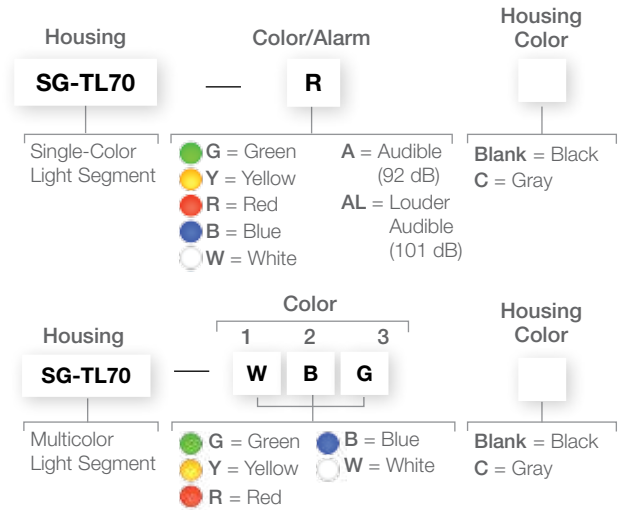 Housing
Color/Alarm
Housing
Color
SG-TL70
—
R
Single-Color
Light Segment
G = Green
Y = Yellow
R = Red
B = Blue
W = White
A = Audible
(92 dB)
AL = Louder
Audible
(101 dB)
Blank = Black
C = Gray
Housing
Color
1 2 3
Housing
Color
SG-TL70
—
W B G
Multicolor
Light Segment
G = Green
Y = Yellow
R = Red
B = Blue
W = White
Blank = Black
C = Gray